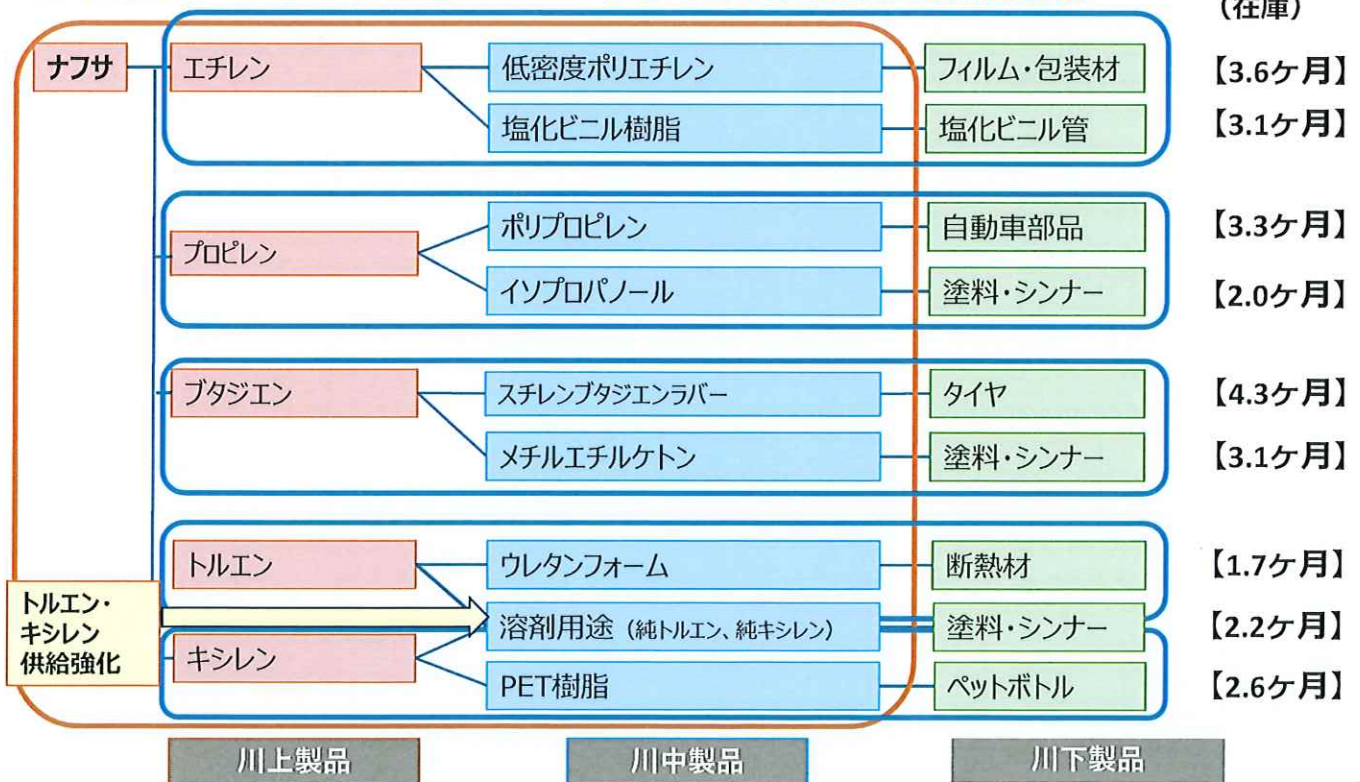 （在庫）
ナフサ
エチレン
低密度ポリエチレン
フィルム・包装材
【3.6ケ月】
塩化ビニル樹脂
塩化ビニル管
【3.1ケ月】
プロピレン
ポリプロピレン
自動車部品
【3.3ケ月】
イソプロパノール
塗料・シンナー
【2.0ケ月】
ブタジエン
スチレンブタジエンラバー
タイヤ
【4.3ケ月】
メチルエチルケトン
塗料・シンナー
【3.1ケ月】
トルエン
ウレタンフォーム
断熱材
【1.7ケ月】
トルエン・
キシレン
供給強化
溶剤用途（純トルエン、純キシレン）
塗料・シンナー
【2.2ケ月】
キシレン
PET樹脂
ペットボトル
【2.6ケ月】
川上製品
川中製品
川下製品